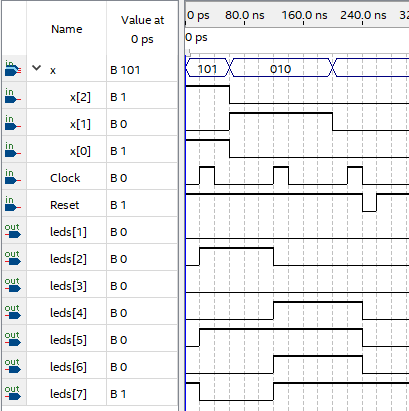 Name Value at 0 ps 0 ps 80.0 ns 160.0 ns 240.0 ns 32
0 ps
in x B 101 101 010
in x[2] B 1
in x[1] B 0
in x[0] B 1
in Clock B 0
in Reset B 1
out leds[1] B 0
out leds[2] B 0
out leds[3] B 0
out leds[4] B 0
out leds[5] B 0
out leds[6] B 0
out leds[7] B 1